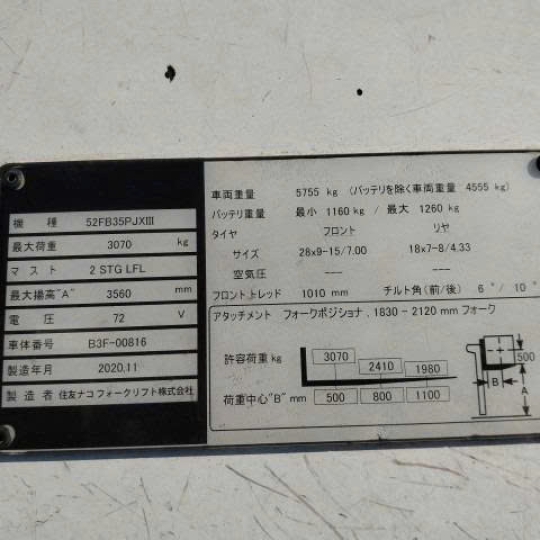 機 種 52FB35PJXⅢ
最大荷重 3070 kg
マスト 2 STG LFL
最大揚高"A" 3560 mm
電 圧 72 V
車体番号 B3F-00816
製造年月 2020.11
製造者 住友ナコフォークリフト株式会社
車両重量 5755 kg (バッテリを除く車両重量 4555 kg)
バッテリ重量 最小 1160 kg / 最大 1260 kg
タイヤ フロント リヤ
サイズ 28x9-15/7.00 18x7-8/4.33
空気圧 --- ---
フロントトレッド 1010 mm チルト角(前/後) 6°/ 10°
アタッチメント フォークポジショナ , 1830 - 2120 mm フォーク
許容荷重 kg 3070 2410 1980
荷重中心"B" mm 500 800 1100
500
B
A